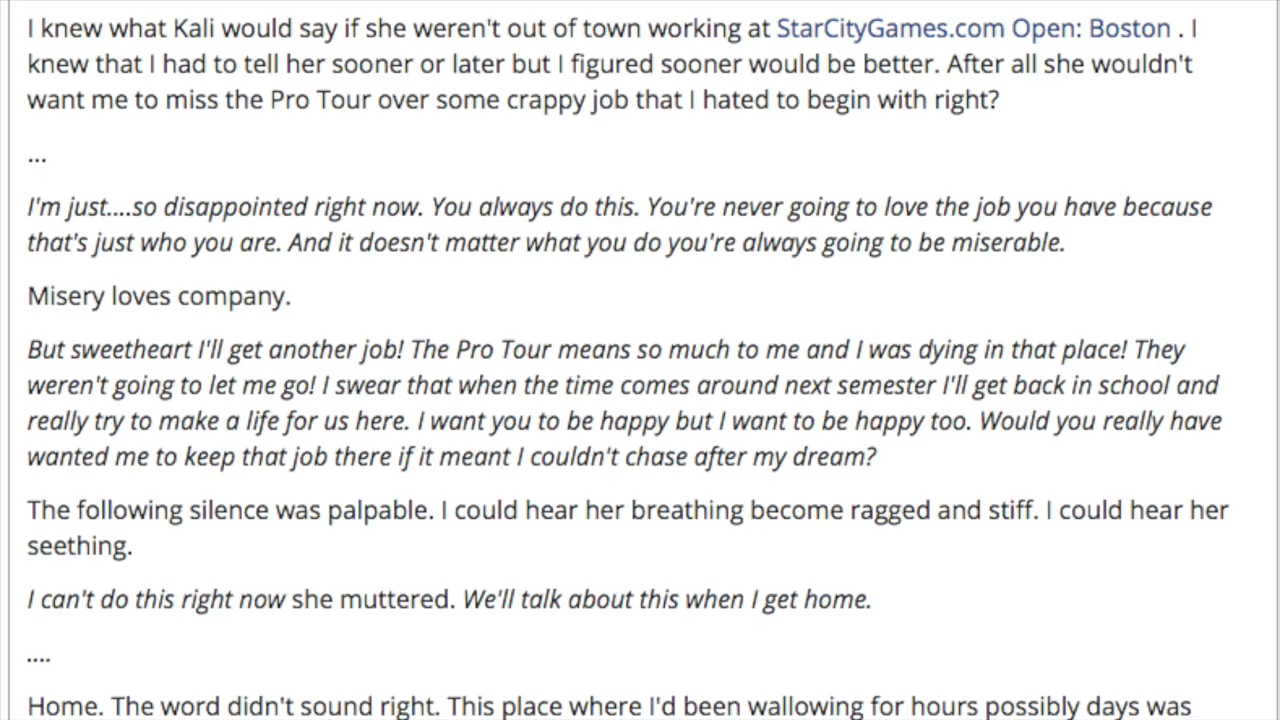 I knew what Kali would say if she weren't out of town working at StarCityGames.com Open: Boston . I
knew that I had to tell her sooner or later but I figured sooner would be better. After all she wouldn't
want me to miss the Pro Tour over some crappy job that I hated to begin with right?
...
I'm just....so disappointed right now. You always do this. You're never going to love the job you have because
that's just who you are. And it doesn't matter what you do you're always going to be miserable.
Misery loves company.
But sweetheart I'll get another job! The Pro Tour means so much to me and I was dying in that place! They
weren't going to let me go! I swear that when the time comes around next semester I'll get back in school and
really try to make a life for us here. I want you to be happy but I want to be happy too. Would you really have
wanted me to keep that job there if it meant I couldn't chase after my dream?
The following silence was palpable. I could hear her breathing become ragged and stiff. I could hear her
seething.
I can't do this right now she muttered. We'll talk about this when I get home.
....
Home. The word didn't sound right. This place where I'd been wallowing for hours possibly days was